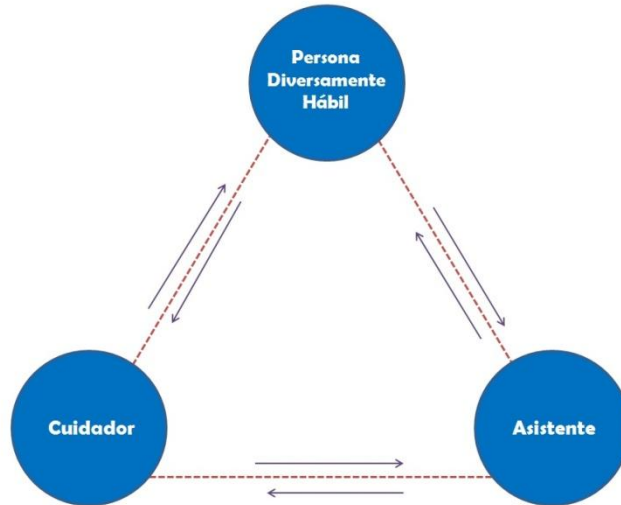 Persona
Diversamente
Hábil
Cuidador
Asistente